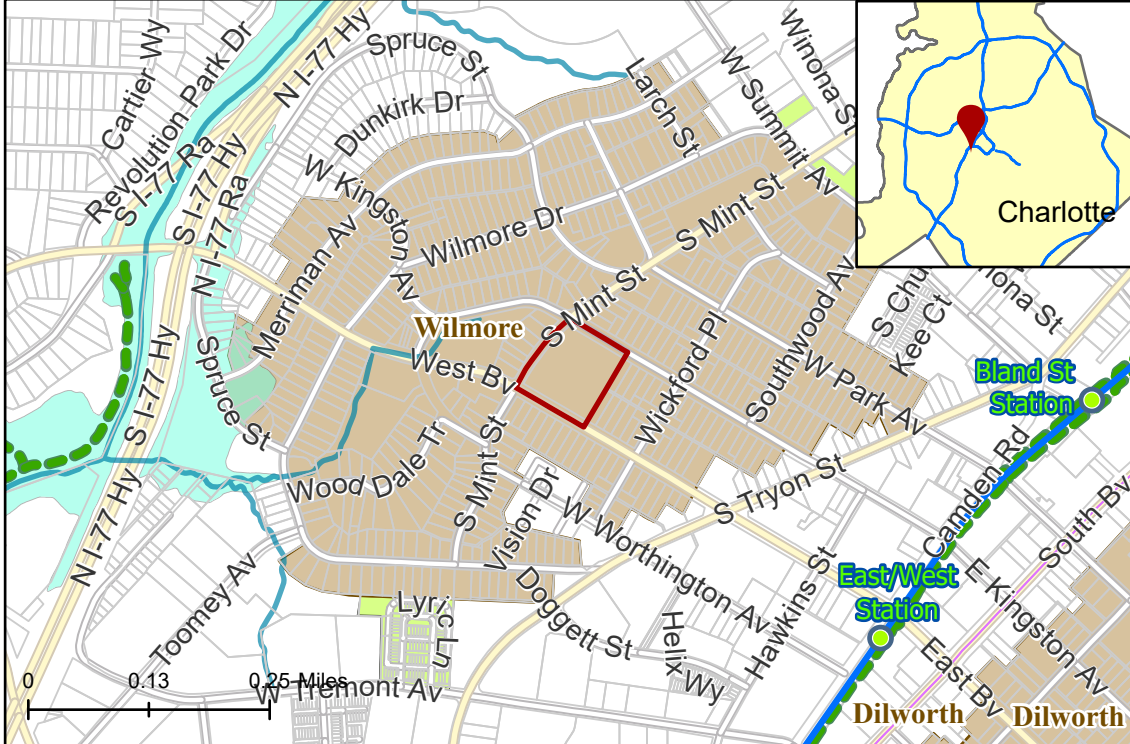 Cartier Wy
Revolution Park Dr
S I-77 Ra
N I-77 Hy
S I-77 Hy
N I-77 Ra
Spruce St
Dunkirk Dr
W Kingston Av
Larch St
W Summit Av
Winona St
Charlotte
Merriman Av
Wilmore Dr
S Mint St
S Mint St
Wilmore
West Bv
Wickford Pl
Southwood Av
W Park Av
S Chu
Kee Ct
nona St
Bland St
Station
Spruce St
S I-77 Hy
N I-77 Hy
Wood Dale Tr
S Mint St
Vision Dr
W Worthington Av
S Tryon St
Camden Rd
South Bv
East/West
Station
E Kingston Av
Hawkins St
Toomey Av
Lyric Ln
Doggett St
Helix Wy
East Bv
W Tremont Av
0
0.13
0.25 Miles
Dilworth
Dilworth